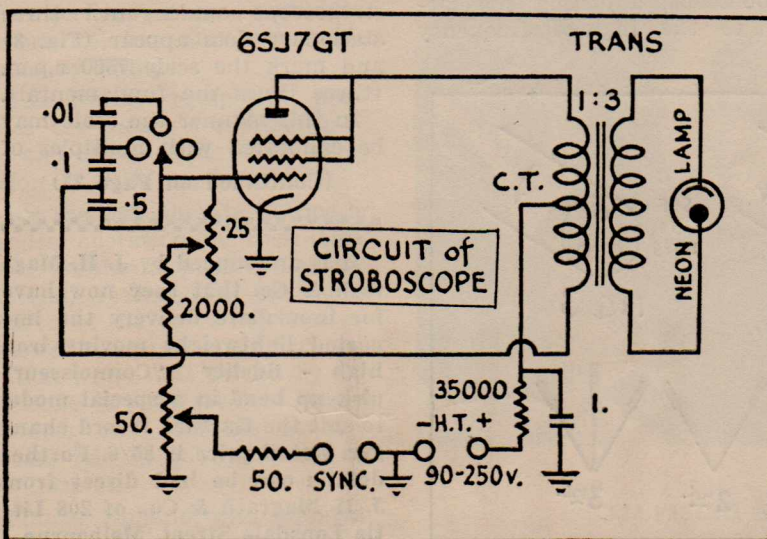 6SJ7GT
TRANS
1:3
.01
.1
.5
C.T.
NEON LAMP
.25
CIRCUIT of
STROBOSCOPE
2000.
50.
35000
H.T.+
1.
50.
SYNC.
90-250v.